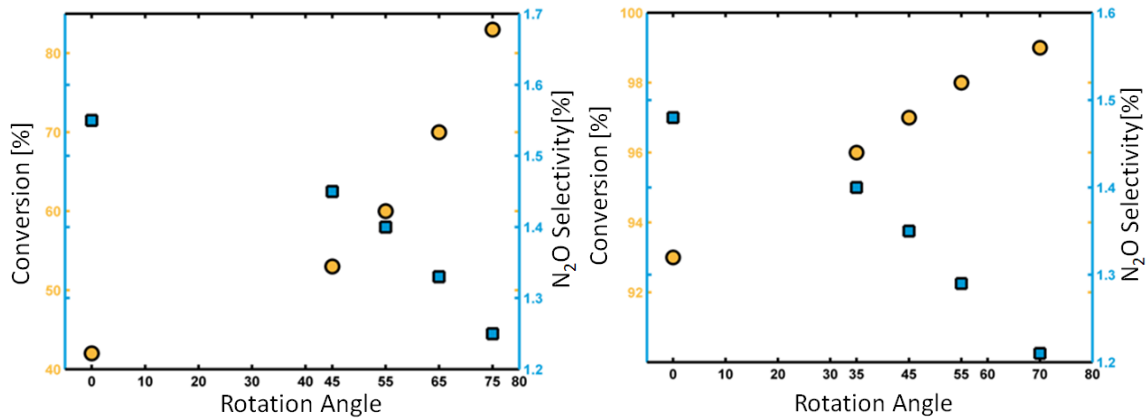 Conversion [%]
80
70
60
50
40
0 10 20 30 45 55 65 75 80
Rotation Angle
1.7
1.6
1.5
1.4
1.3
1.2
N₂O Selectivity[%]
Conversion [%]
100
98
96
94
92
0 10 20 30 35 45 55 60 70 80
Rotation Angle
1.6
1.5
1.4
1.3
1.2
N₂O Selectivity[%]